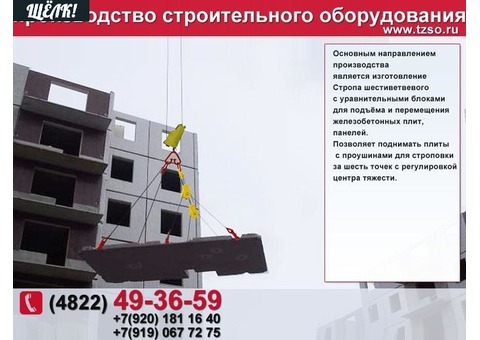 ЩЁЛК!
производство строительного оборудования
www.tzso.ru
Основным направлением
производства
является изготовление
Стропа шестиветвевого
с уравнительными блоками
для подъёма и перемещения
железобетонных плит,
панелей.
Позволяет поднимать плиты
с проушинами для строповки
за шесть точек с регулировкой
центра тяжести.
(4822) 49-36-59
+7(920) 181 16 40
+7(919) 067 72 75